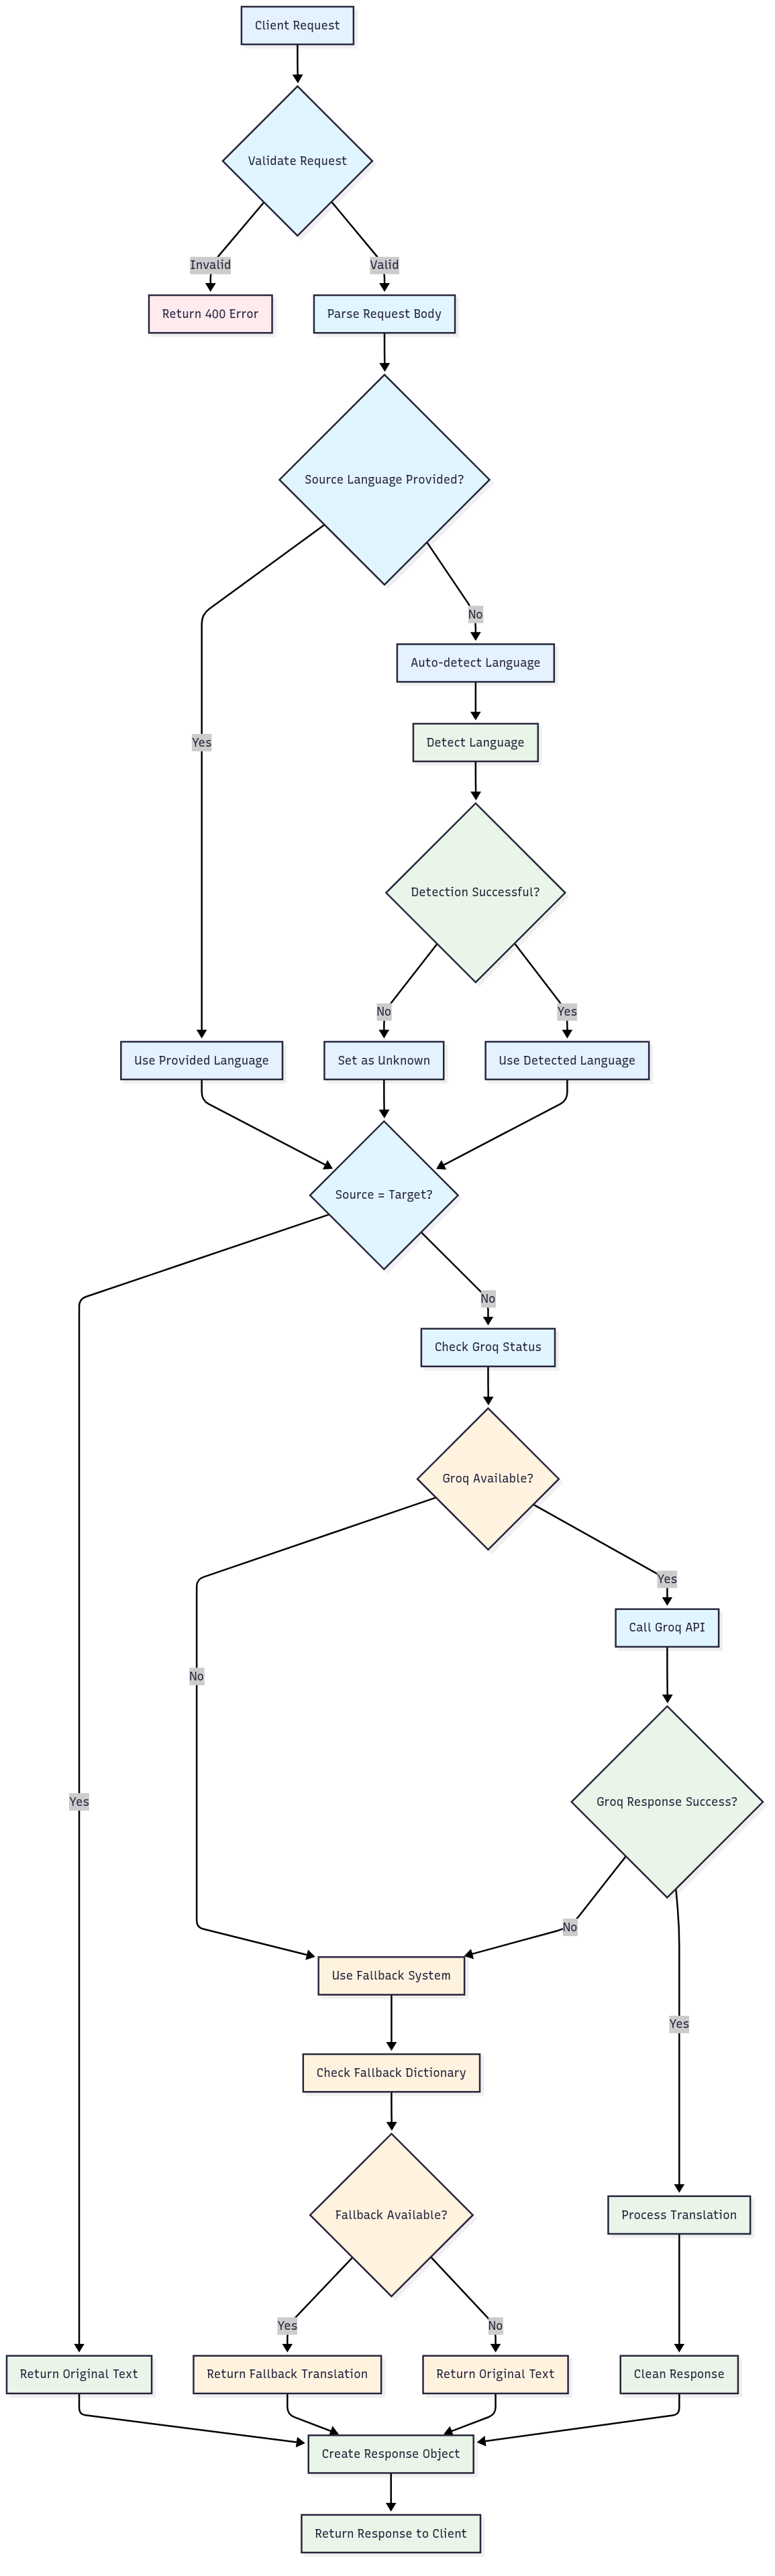 Client Request
Validate Request
Invalid
Valid
Return 400 Error
Parse Request Body
Source Language Provided?
No
Auto-detect Language
Yes
Detect Language
Detection Successful?
No
Yes
Use Provided Language
Set as Unknown
Use Detected Language
Source = Target?
No
Check Groq Status
Groq Available?
Yes
Call Groq API
No
Yes
Groq Response Success?
No
Use Fallback System
Yes
Check Fallback Dictionary
Fallback Available?
Process Translation
Yes
No
Return Original Text
Return Fallback Translation
Return Original Text
Clean Response
Create Response Object
Return Response to Client